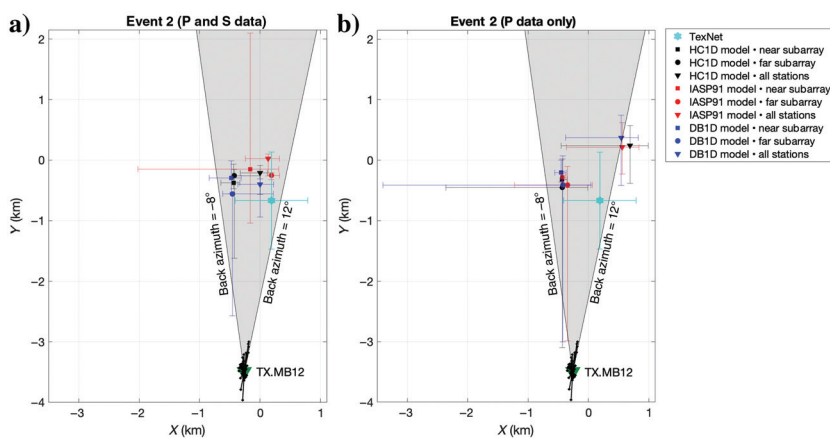 a)
Event 2 (P and S data)
2
1
0
−1
−2
−3
−4
Y (km)
−4
−3
−2
−1
0
1
X (km)
Back azimuth = −8°
Back azimuth = 12°
TX.MB12
b)
Event 2 (P data only)
2
1
0
−1
−2
−3
−4
Y (km)
−3
−2
−1
0
1
X (km)
Back azimuth = −8°
Back azimuth = 12°
TX.MB12
TexNet
HC1D model • near subarray
HC1D model • far subarray
HC1D model • all stations
IASP91 model • near subarray
IASP91 model • far subarray
IASP91 model • all stations
DB1D model • near subarray
DB1D model • far subarray
DB1D model • all stations